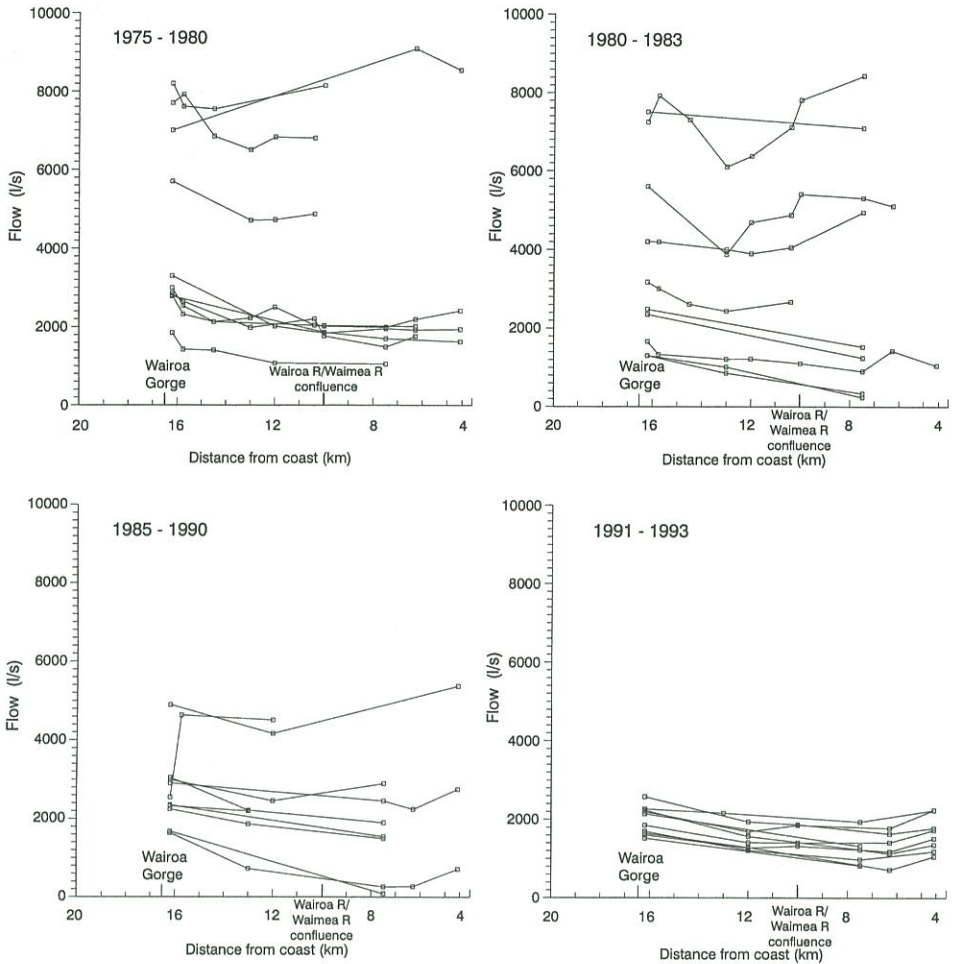 1975 - 1980
10000
8000
6000
4000
2000
0
Flow (l/s)
Wairoa
Gorge
Wairoa R/Waimea R
confluence
20
16
12
8
4
Distance from coast (km)
1980 - 1983
10000
8000
6000
4000
2000
0
Flow (l/s)
Wairoa
Gorge
20
16
12
Wairoa R/
Waimea R
confluence
8
4
Distance from coast (km)
1985 - 1990
10000
8000
6000
4000
2000
0
Flow (l/s)
Wairoa
Gorge
20
16
12
Wairoa R/
Waimea R
confluence
8
4
Distance from coast (km)
1991 - 1993
10000
8000
6000
4000
2000
0
Flow (l/s)
Wairoa
Gorge
20
16
12
Wairoa R/
Waimea R
confluence
8
4
Distance from coast (km)